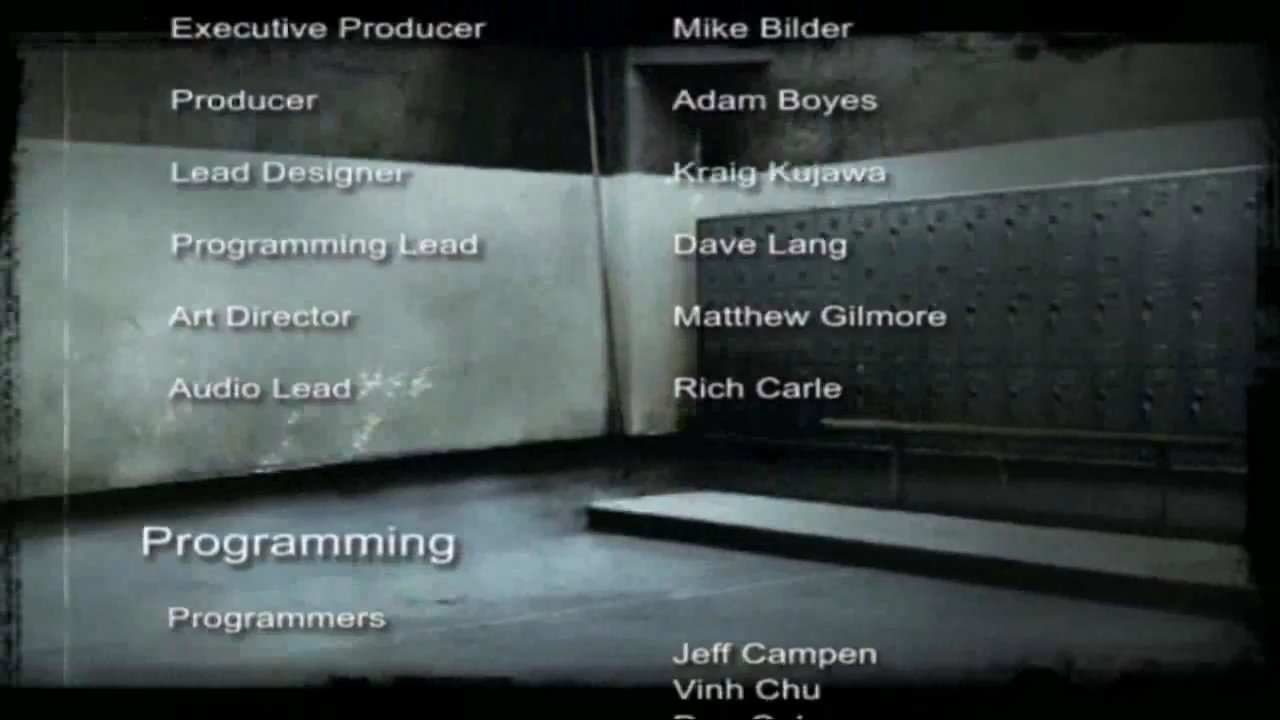 Executive Producer Mike Bilder
Producer Adam Boyes
Lead Designer Kraig Kujawa
Programming Lead Dave Lang
Art Director Matthew Gilmore
Audio Lead Rich Carle
Programming
Programmers
Jeff Campen
Vinh Chu